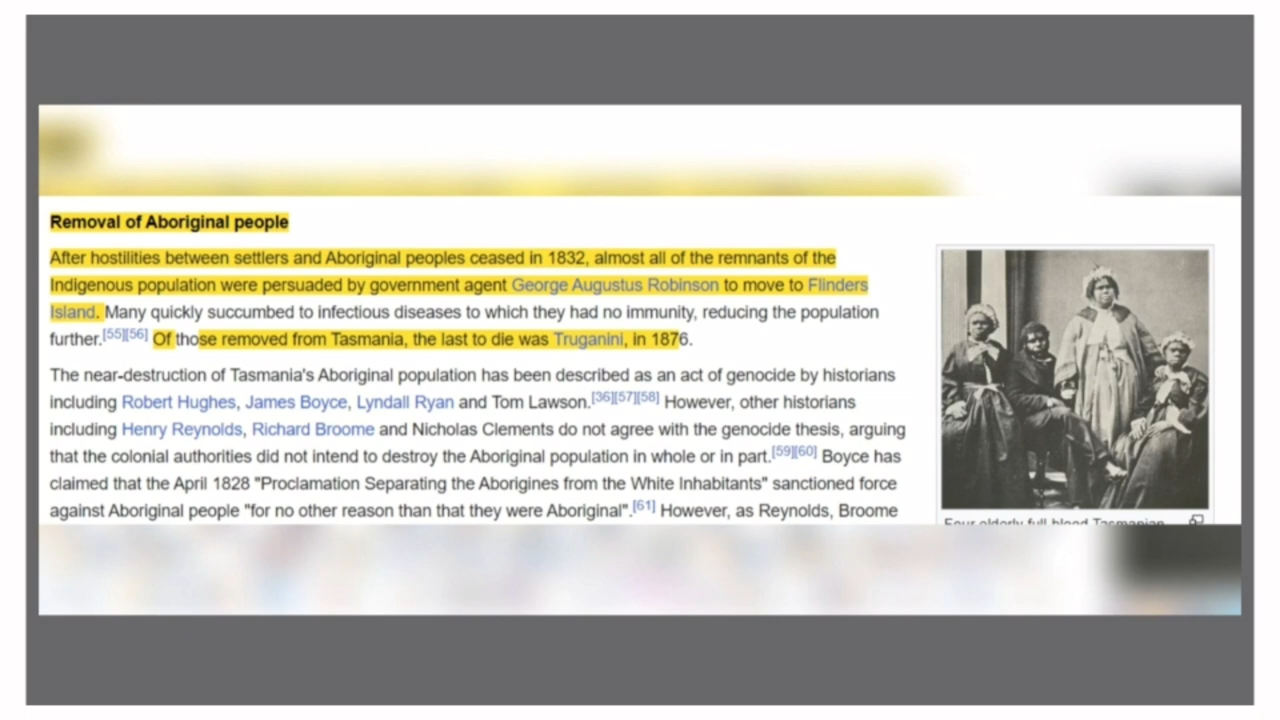 Removal of Aboriginal people
After hostilities between settlers and Aboriginal peoples ceased in 1832, almost all of the remnants of the
Indigenous population were persuaded by government agent George Augustus Robinson to move to Flinders
Island. Many quickly succumbed to infectious diseases to which they had no immunity, reducing the population
further.[55][56] Of those removed from Tasmania, the last to die was Truganini, in 1876.
The near-destruction of Tasmania's Aboriginal population has been described as an act of genocide by historians
including Robert Hughes, James Boyce, Lyndall Ryan and Tom Lawson.[36][57][58] However, other historians
including Henry Reynolds, Richard Broome and Nicholas Clements do not agree with the genocide thesis, arguing
that the colonial authorities did not intend to destroy the Aboriginal population in whole or in part.[59][60] Boyce has
claimed that the April 1828 "Proclamation Separating the Aborigines from the White Inhabitants" sanctioned force
against Aboriginal people "for no other reason than that they were Aboriginal".[61] However, as Reynolds, Broome
Four elderly full-blood Tasmanian